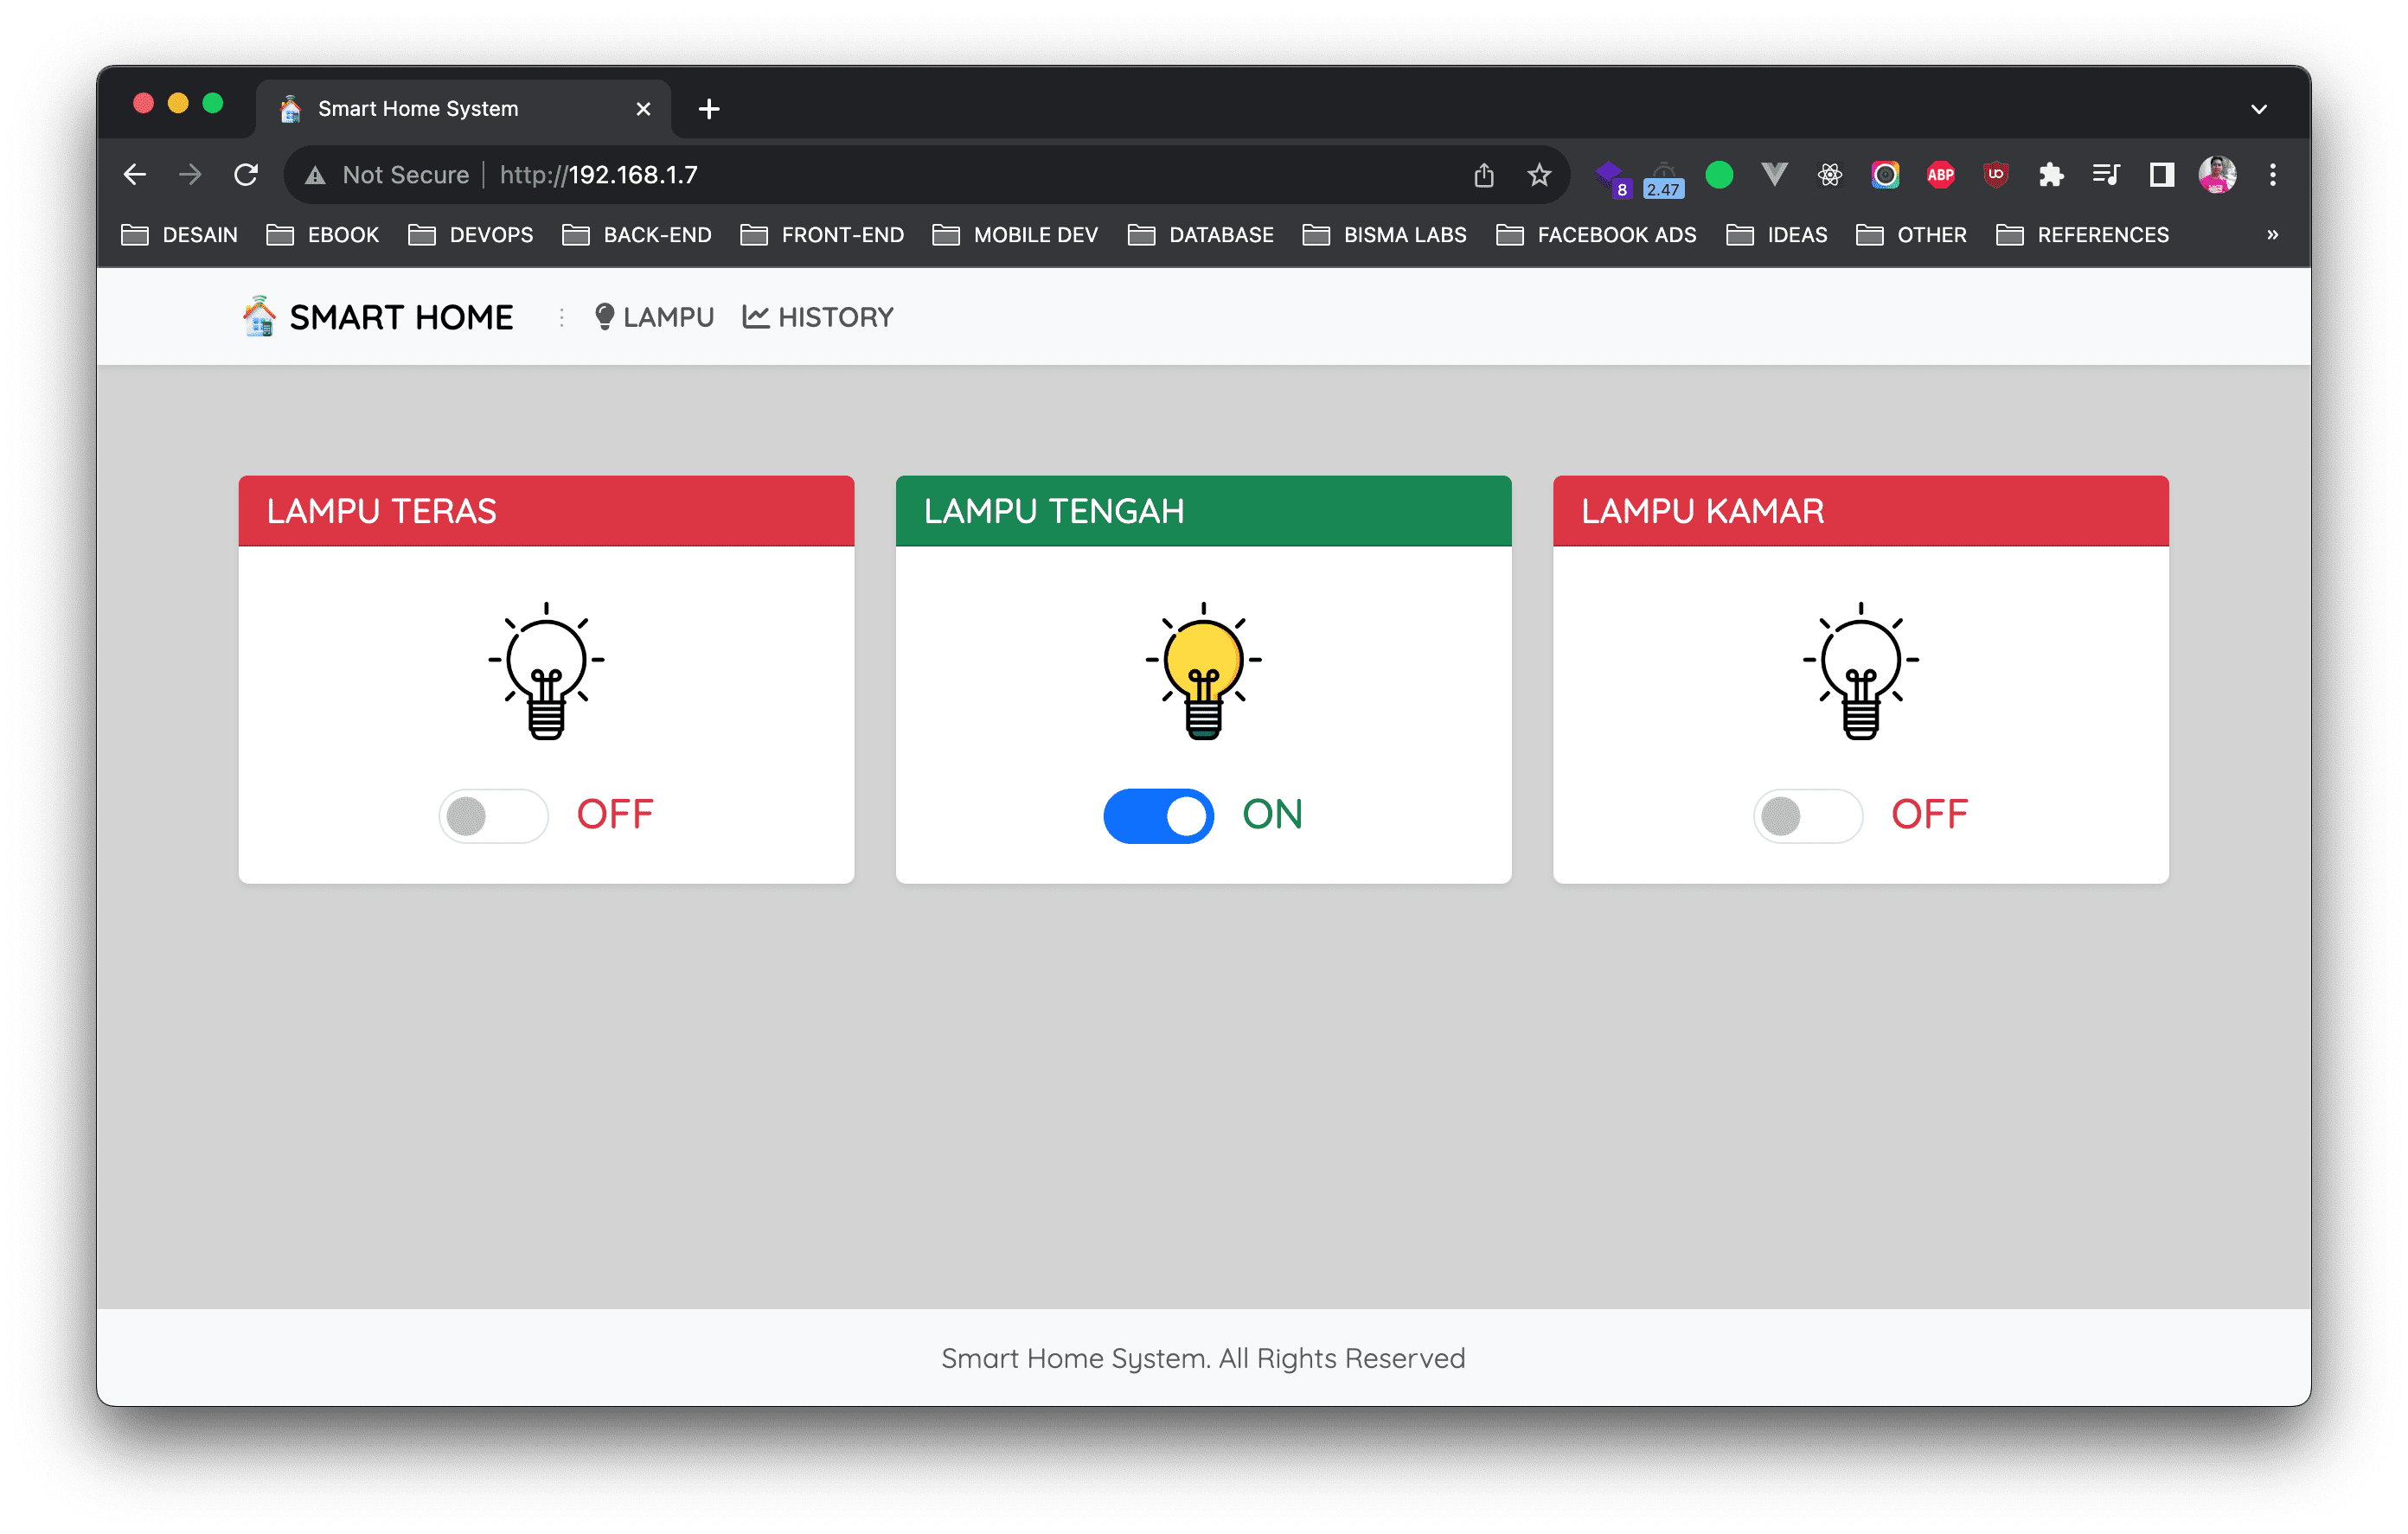 Smart Home System
Not Secure http://192.168.1.7
8
2.47
ABP
DESAIN EBOOK DEVOPS BACK-END FRONT-END MOBILE DEV DATABASE BISMA LABS FACEBOOK ADS IDEAS OTHER REFERENCES »
SMART HOME LAMPU HISTORY
LAMPU TERAS
OFF
LAMPU TENGAH
ON
LAMPU KAMAR
OFF
Smart Home System. All Rights Reserved